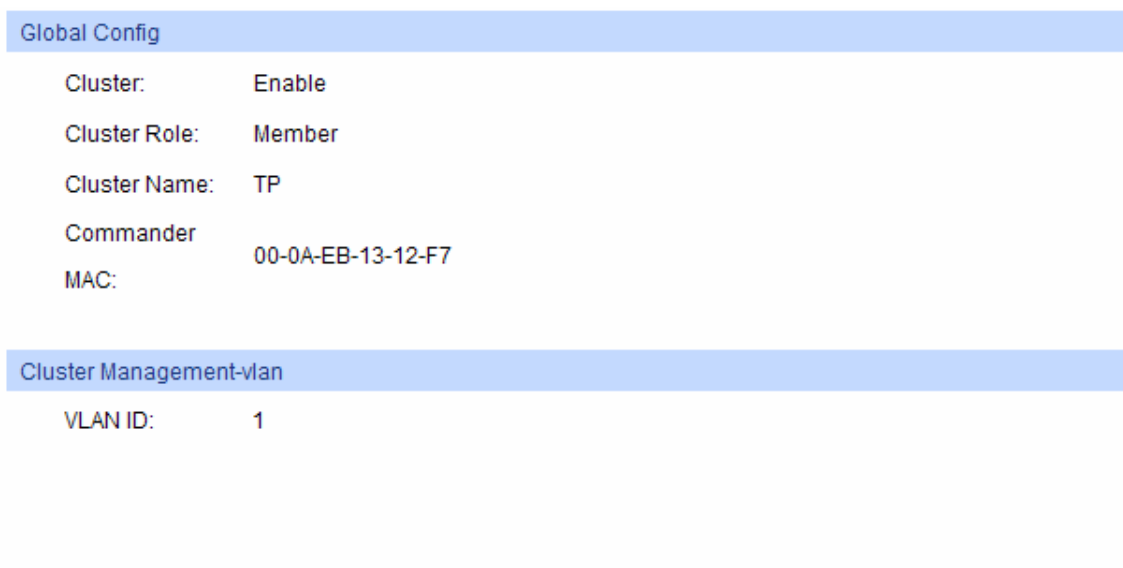 Global Config
Cluster: Enable
Cluster Role: Member
Cluster Name: TP
Commander
MAC: 00-0A-EB-13-12-F7
Cluster Management-vlan
VLAN ID: 1